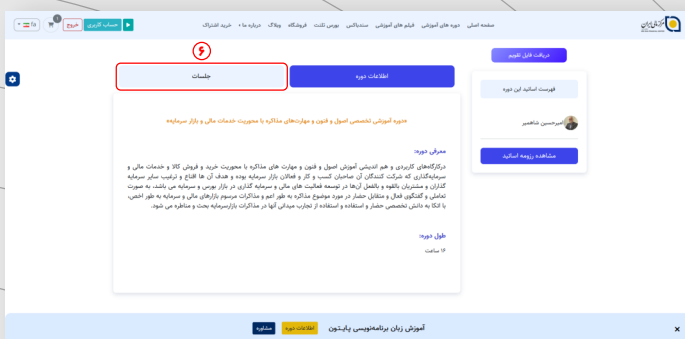 صفحه اصلی دوره های آموزشی فیلم های آموزشی سندباکس بورس تلنت فروشگاه وبلاگ درباره ما خرید اشتراک
حساب کاربری خروج 1 fa
دریافت فایل تقویم
۶
اطلاعات دوره جلسات
فهرست اساتید این دوره
امیرحسین شاهمیر
مشاهده رزومه اساتید
«دوره آموزشی تخصصی اصول و فنون و مهارت‌های مذاکره با محوریت خدمات مالی و بازار سرمایه»
معرفی دوره:
درکارگاه‌های کاربردی و هم اندیشی آموزش اصول و فنون و مهارت های مذاکره با محوریت خرید و فروش کالا و خدمات مالی و
سرمایه‌گذاری که شرکت کنندگان آن صاحبان کسب و کار و فعالان بازار سرمایه بوده و هدف آن ها اقناع و ترغیب سایر سرمایه
گذاران و مشتریان بالقوه و بالفعل آن‌ها در توسعه فعالیت های مالی و سرمایه گذاری در بازار بورس و سرمایه می باشد، به صورت
تعاملی و گفتگوی فعال و متقابل حضار در مورد موضوع مذاکره به طور اعم و مذاکرات مرسوم بازارهای مالی و سرمایه به طور اخص،
با اتکا به دانش تخصصی حضار و استفاده و استفاده از تجارب میدانی آنها در مذاکرات بازارسرمایه بحث و مناظره می شود.
طول دوره:
۱۶ ساعت
آموزش زبان برنامه‌نویسی پایـتـون اطلاعات دوره مشاوره